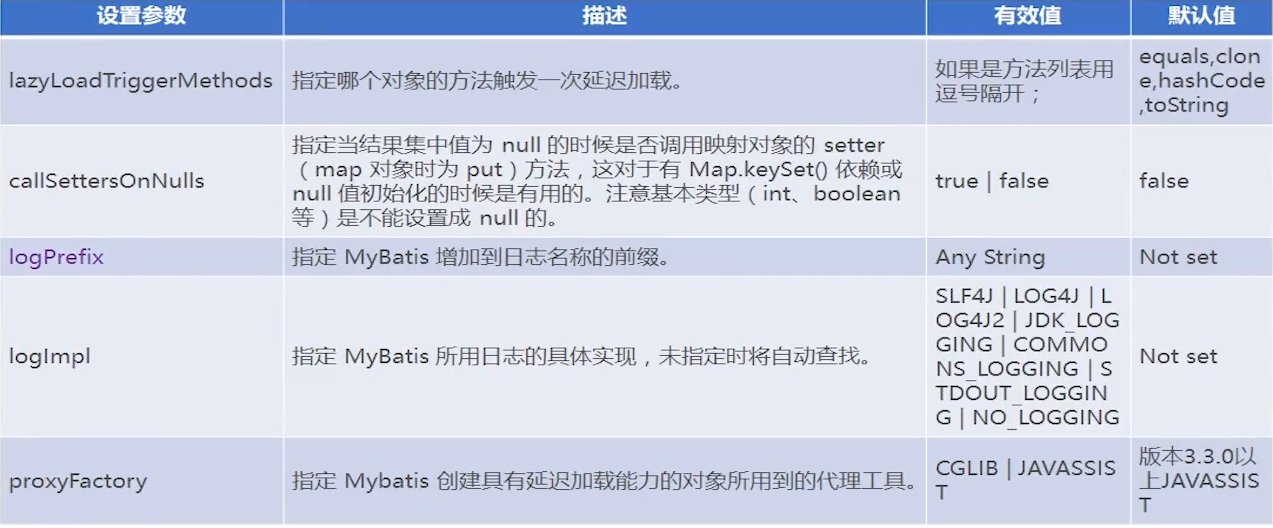 设置参数
描述
有效值
默认值
lazyLoadTriggerMethods
指定哪个对象的方法触发一次延迟加载。
如果是方法列表用
逗号隔开；
equals,clon
e,hashCode
,toString
callSettersOnNulls
指定当结果集中值为 null 的时候是否调用映射对象的 setter
（map 对象时为 put）方法，这对于有 Map.keySet() 依赖或
null 值初始化的时候是有用的。注意基本类型（int、boolean
等）是不能设置成 null 的。
true | false
false
logPrefix
指定 MyBatis 增加到日志名称的前缀。
Any String
Not set
logImpl
指定 MyBatis 所用日志的具体实现，未指定时将自动查找。
SLF4J | LOG4J | L
OG4J2 | JDK_LOG
GING | COMMO
NS_LOGGING | S
TDOUT_LOGGIN
G | NO_LOGGING
Not set
proxyFactory
指定 Mybatis 创建具有延迟加载能力的对象所用到的代理工具。
CGLIB | JAVASSIS
T
版本3.3.0以
上JAVASSIS
T